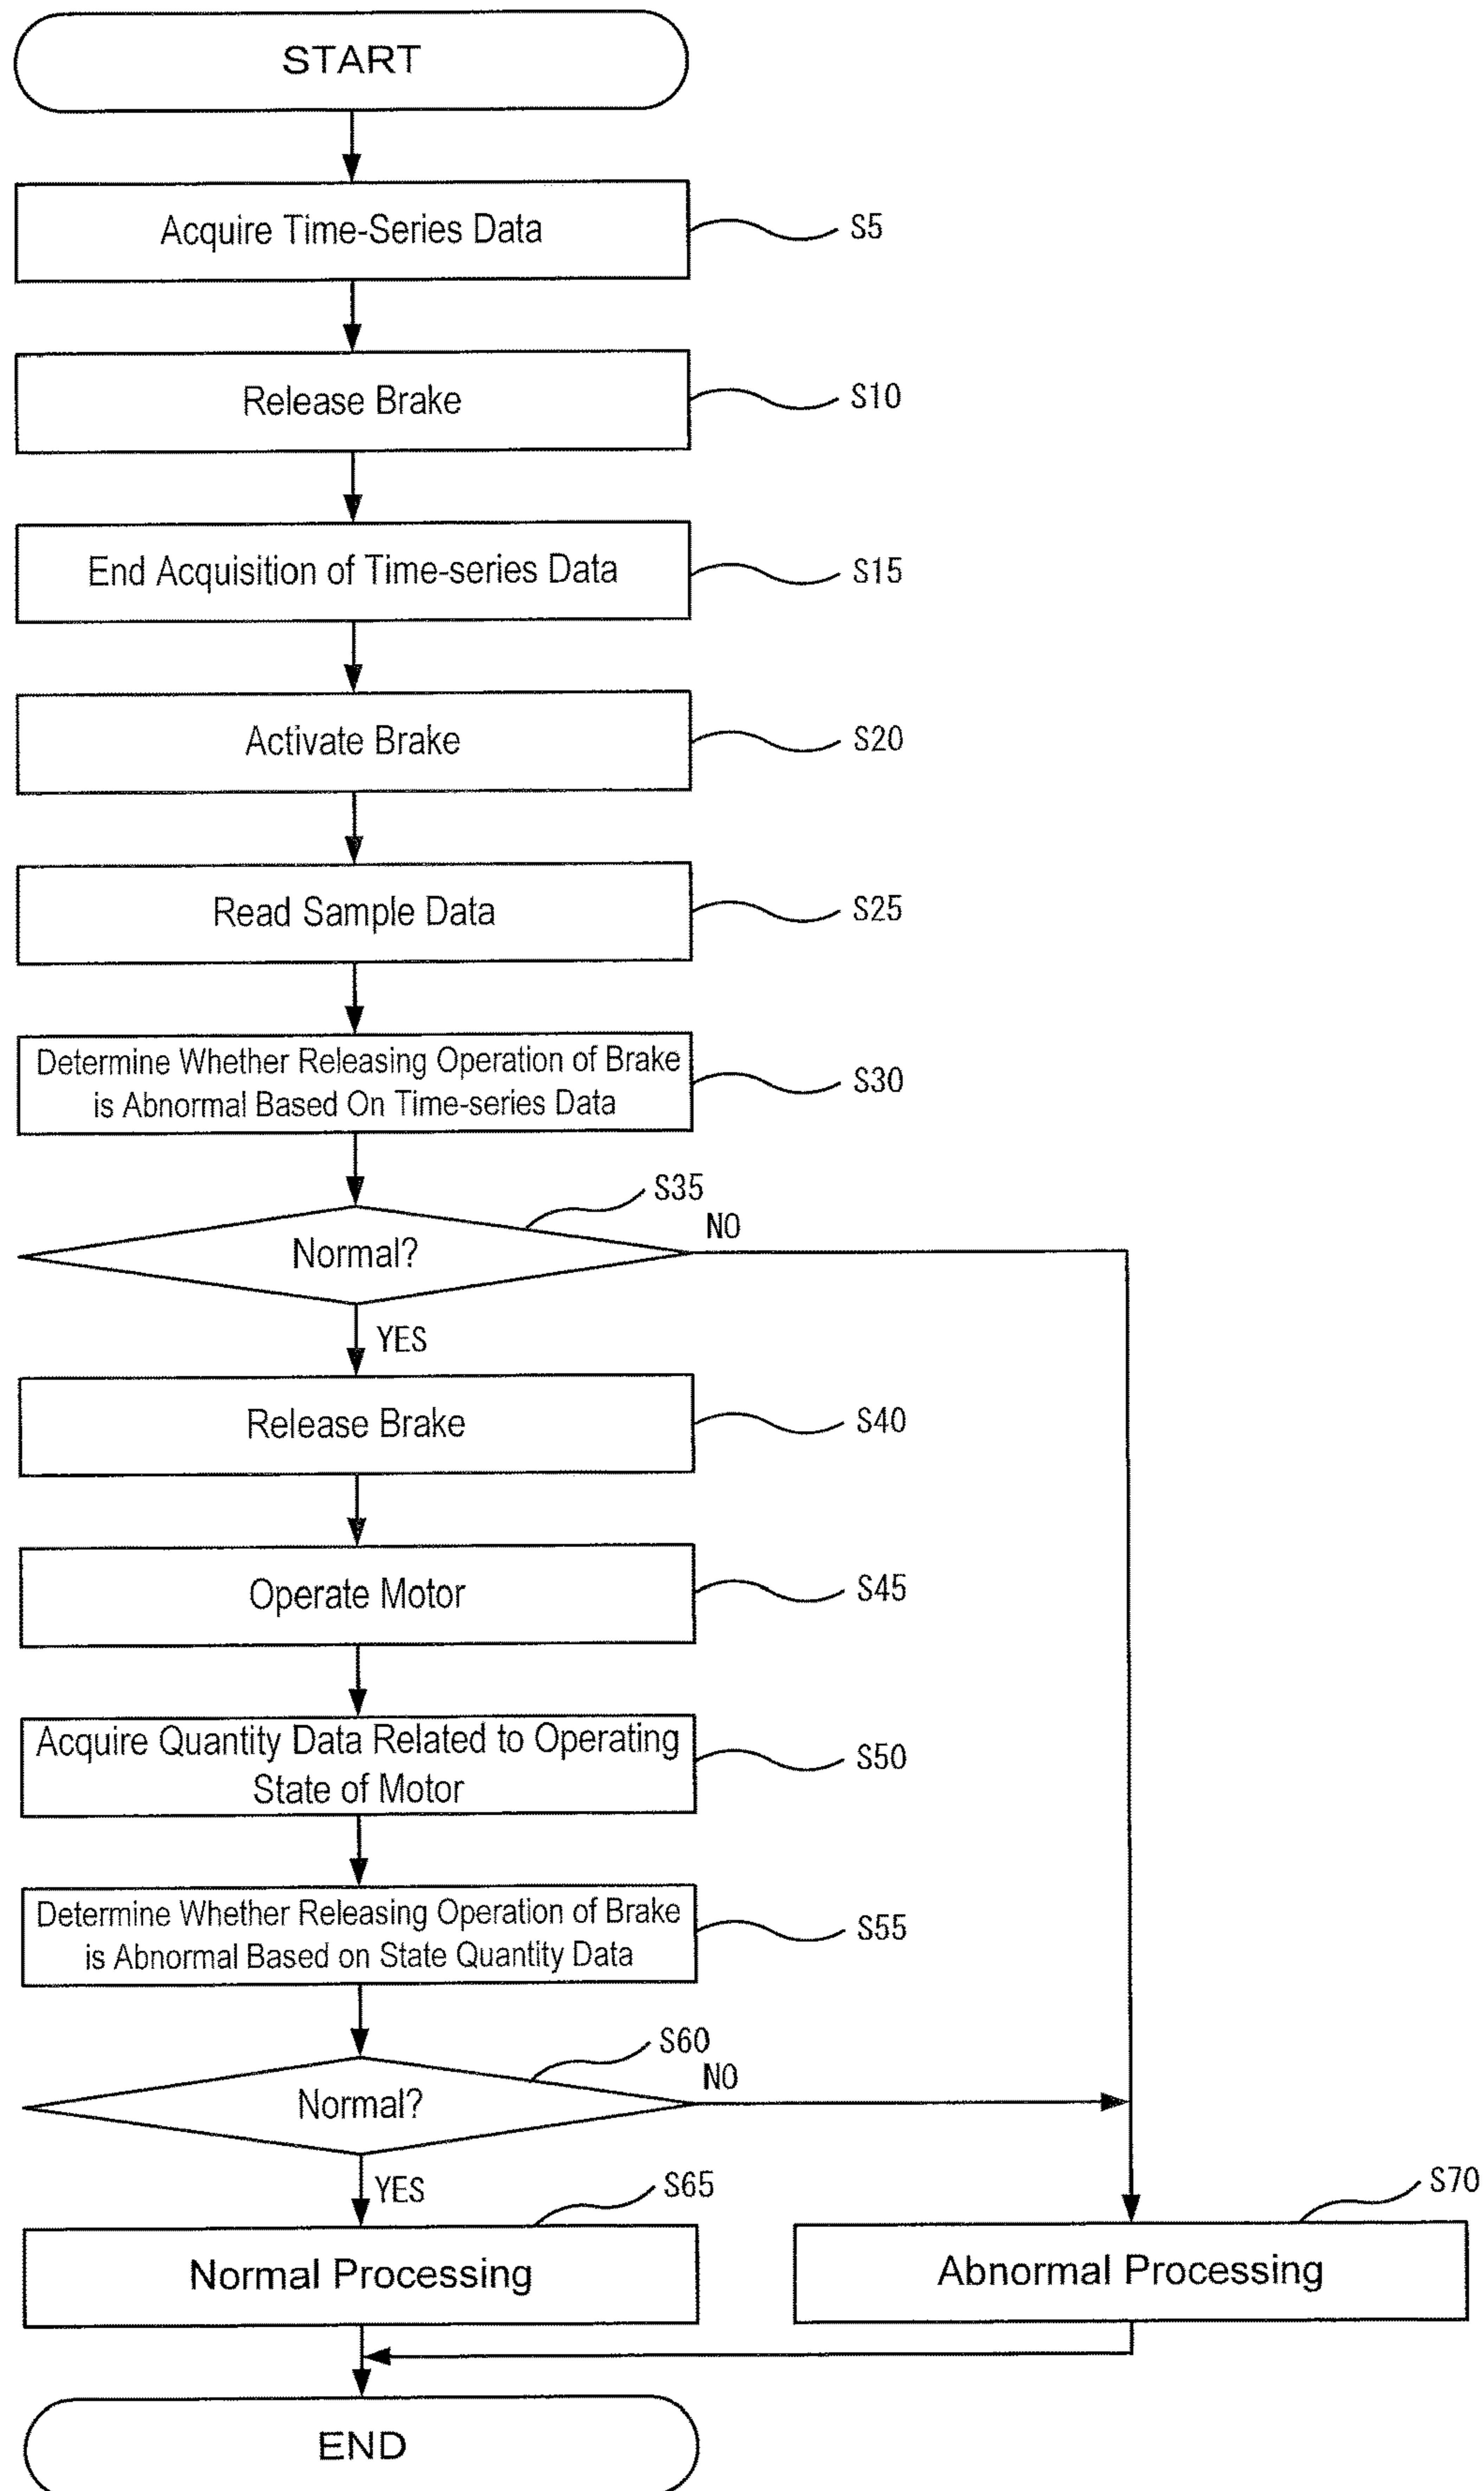 START
Acquire Time-Series Data
S5
Release Brake
S10
End Acquisition of Time-series Data
S15
Activate Brake
S20
Read Sample Data
S25
Determine Whether Releasing Operation of Brake
is Abnormal Based On Time-series Data
S30
S35
Normal?
NO
YES
Release Brake
S40
Operate Motor
S45
Acquire Quantity Data Related to Operating
State of Motor
S50
Determine Whether Releasing Operation of Brake
is Abnormal Based on State Quantity Data
S55
S60
Normal?
NO
YES
S65
Normal Processing
S70
Abnormal Processing
END